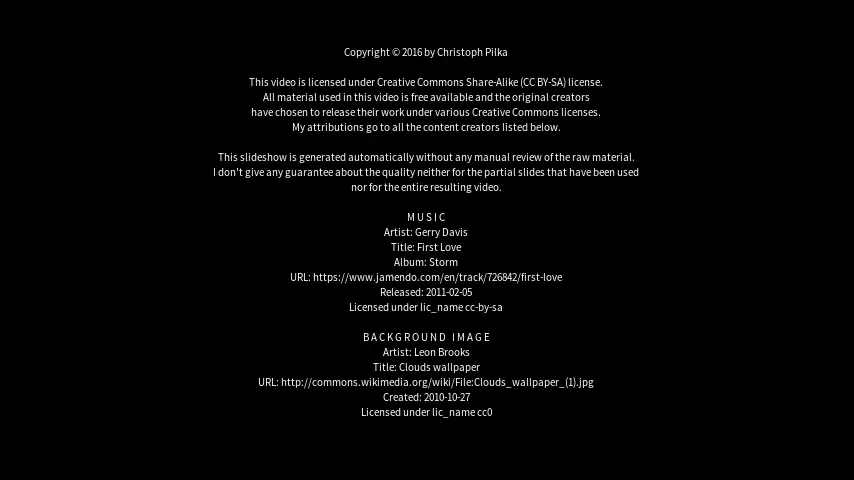 Copyright © 2016 by Christoph Pilka
This video is licensed under Creative Commons Share-Alike (CC BY-SA) license.
All material used in this video is free available and the original creators
have chosen to release their work under various Creative Commons licenses.
My attributions go to all the content creators listed below.
This slideshow is generated automatically without any manual review of the raw material.
I don't give any guarantee about the quality neither for the partial slides that have been used
nor for the entire resulting video.
M U S I C
Artist: Gerry Davis
Title: First Love
Album: Storm
URL: https://www.jamendo.com/en/track/726842/first-love
Released: 2011-02-05
Licensed under lic_name cc-by-sa
B A C K G R O U N D   I M A G E
Artist: Leon Brooks
Title: Clouds wallpaper
URL: http://commons.wikimedia.org/wiki/File:Clouds_wallpaper_(1).jpg
Created: 2010-10-27
Licensed under lic_name cc0